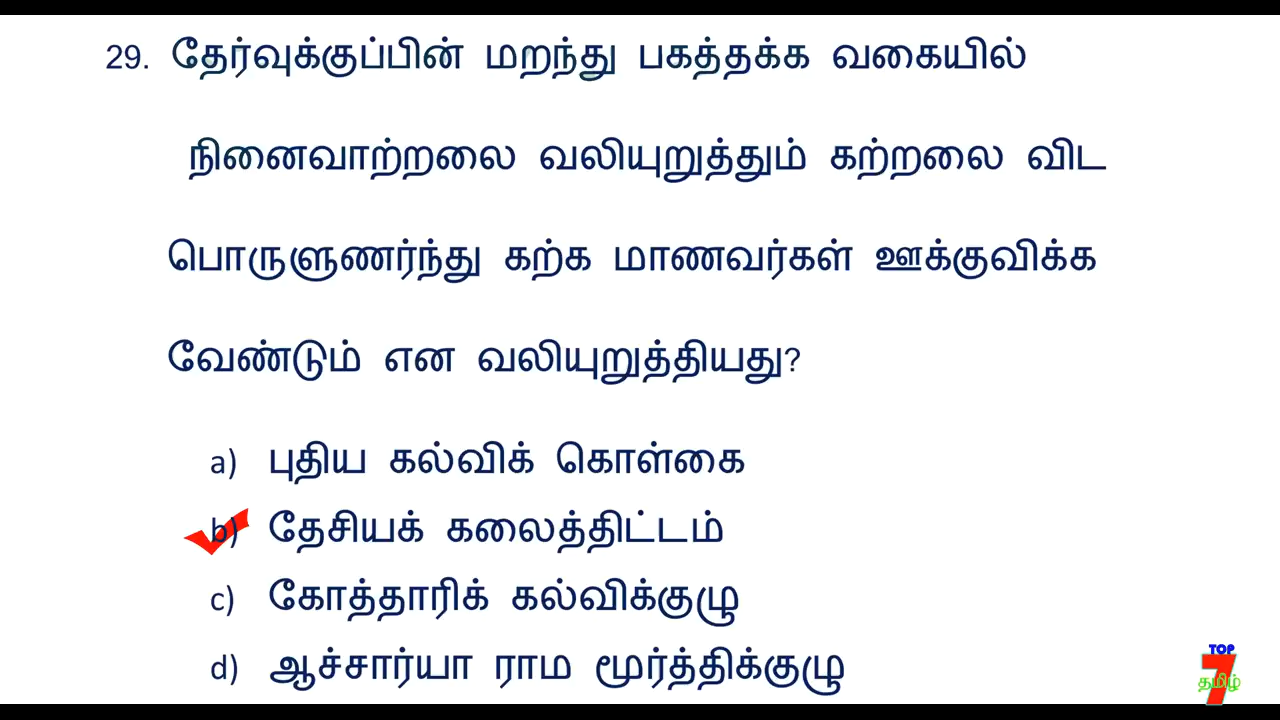 29. தேர்வுக்குப்பின் மறந்து பகத்தக்க வகையில்
நினைவாற்றலை வலியுறுத்தும் கற்றலை விட
பொருளுணர்ந்து கற்க மாணவர்கள் ஊக்குவிக்க
வேண்டும் என வலியுறுத்தியது?
a) புதிய கல்விக் கொள்கை
b) தேசியக் கலைத்திட்டம்
c) கோத்தாரிக் கல்விக்குழு
d) ஆச்சார்யா ராம மூர்த்திக்குழு
TOP
7
தமிழ்